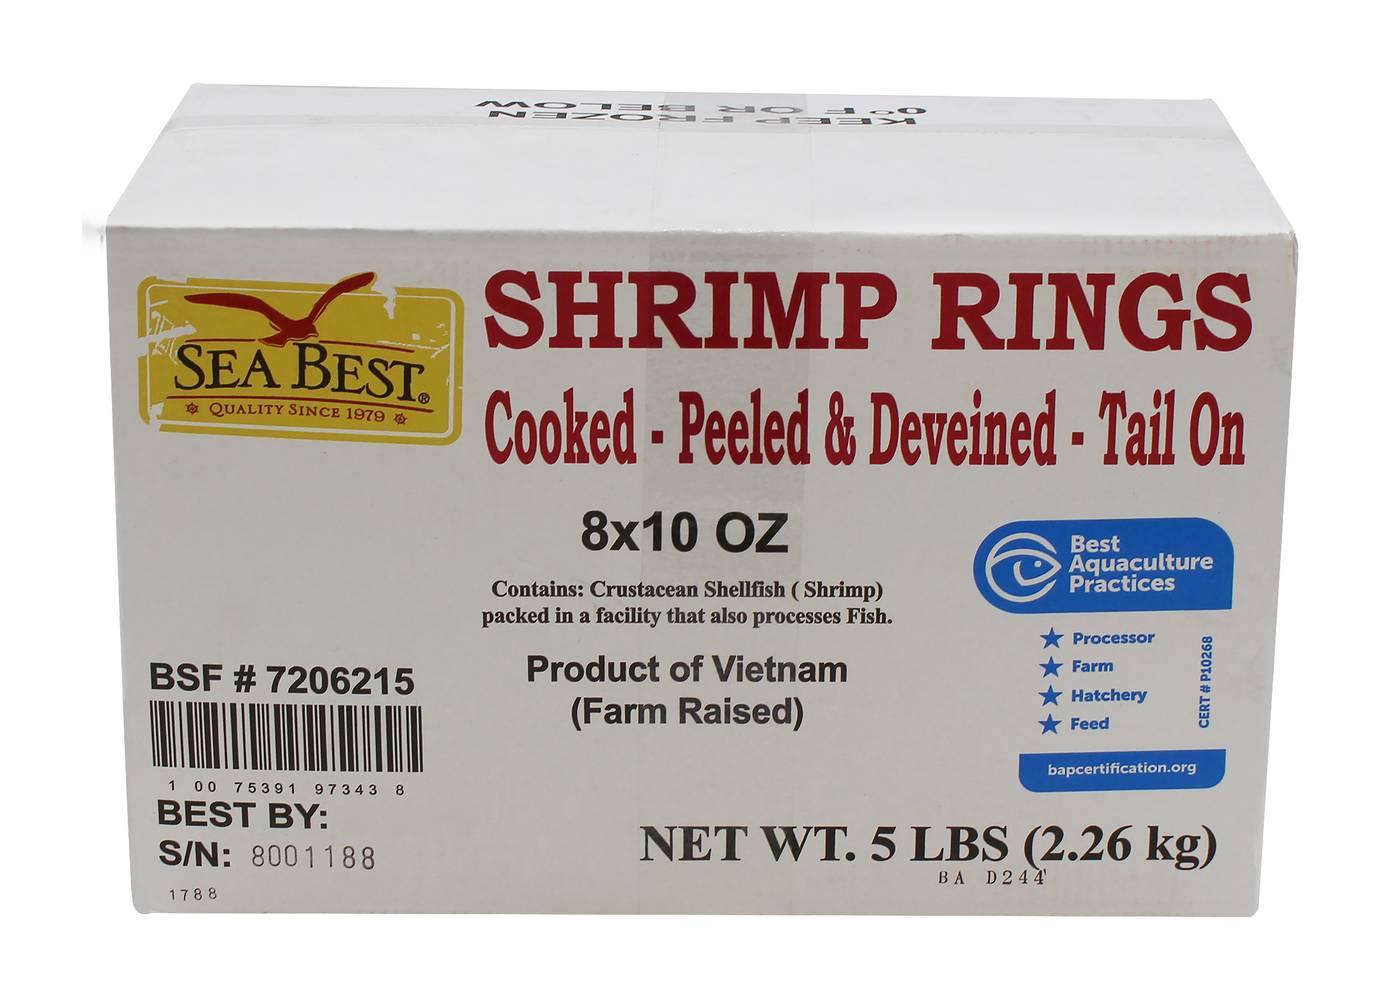 KEEP FROZEN
0°F OR BELOW
SEA BEST®
QUALITY SINCE 1979
SHRIMP RINGS
Cooked - Peeled & Deveined - Tail On
8x10 OZ
Contains: Crustacean Shellfish ( Shrimp)
packed in a facility that also processes Fish.
Product of Vietnam
(Farm Raised)
Best
Aquaculture
Practices
Processor
Farm
Hatchery
Feed
CERT # P10268
bapcertification.org
BSF # 7206215
1 00 75391 97343 8
BEST BY:
S/N: 8001188
1788
NET WT. 5 LBS (2.26 kg)
BA D244